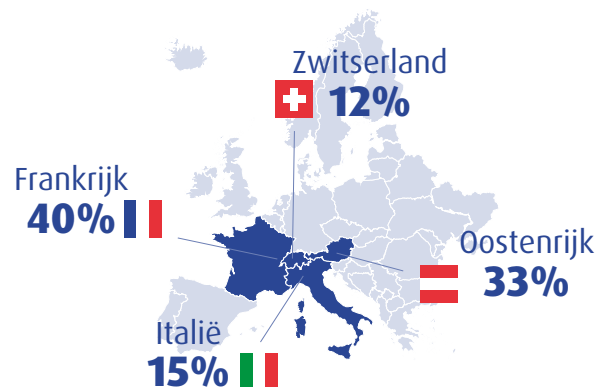 Zwitserland
12%
Frankrijk
40%
Oostenrijk
33%
Italië
15%